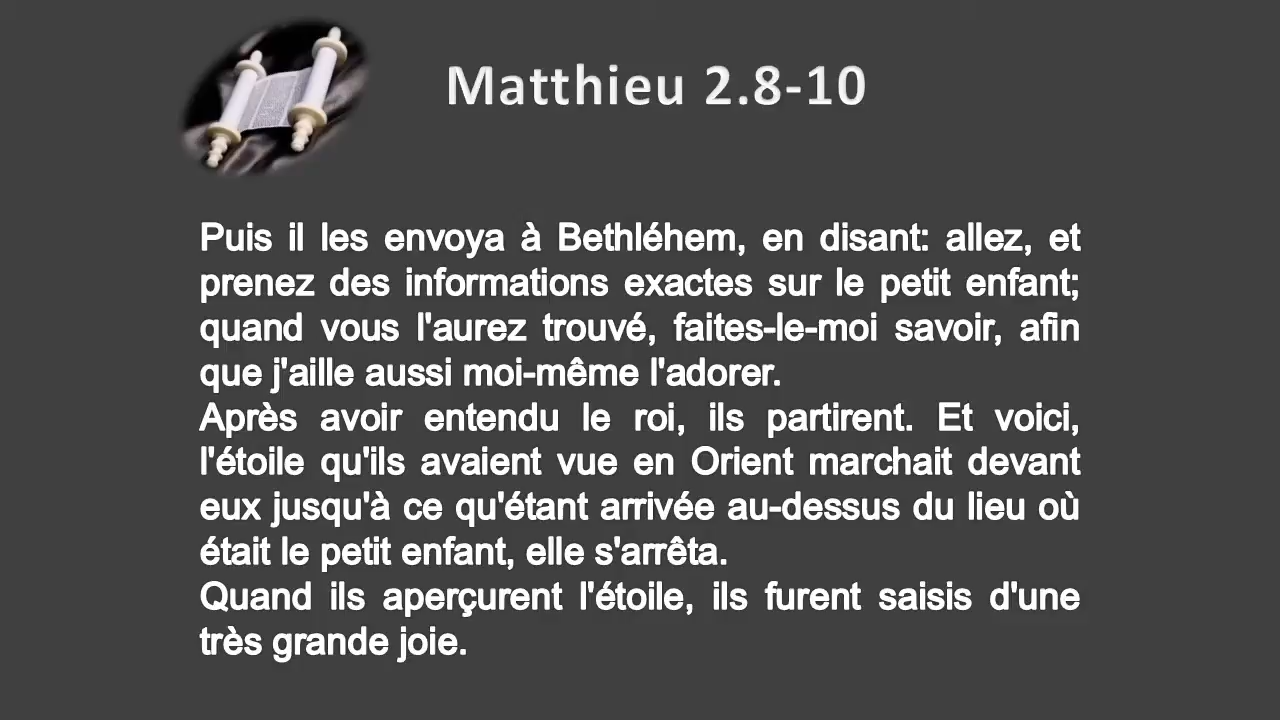 Matthieu 2.8-10
Puis il les envoya à Bethléhem, en disant: allez, et
prenez des informations exactes sur le petit enfant;
quand vous l'aurez trouvé, faites-le-moi savoir, afin
que j'aille aussi moi-même l'adorer.
Après avoir entendu le roi, ils partirent. Et voici,
l'étoile qu'ils avaient vue en Orient marchait devant
eux jusqu'à ce qu'étant arrivée au-dessus du lieu où
était le petit enfant, elle s'arrêta.
Quand ils aperçurent l'étoile, ils furent saisis d'une
très grande joie.